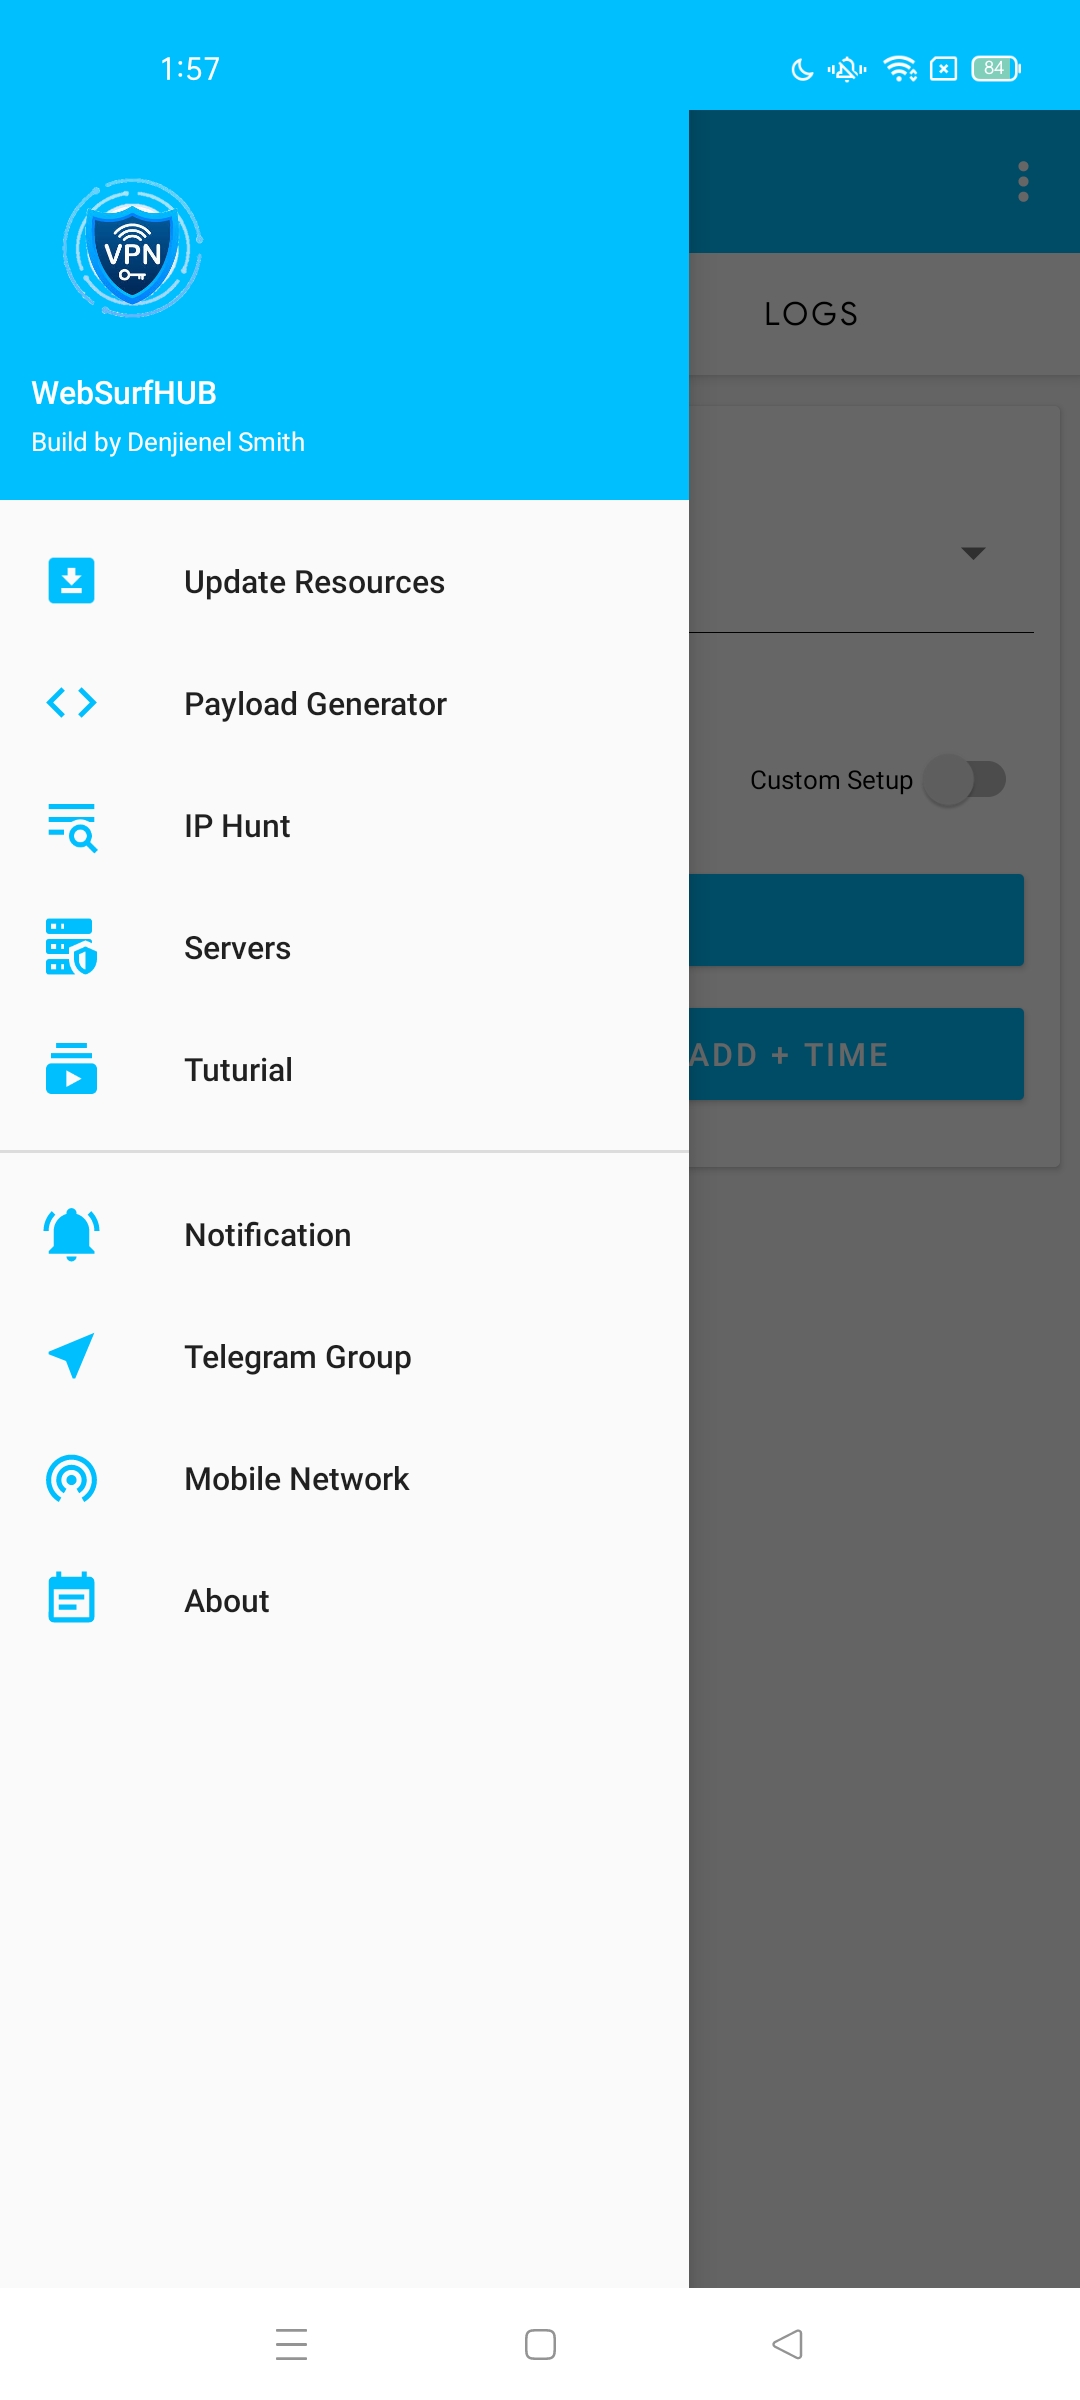 1:57
84
VPN
WebSurfHUB
Build by Denjienel Smith
LOGS
Update Resources
Payload Generator
Custom Setup
IP Hunt
Servers
ADD + TIME
Tuturial
Notification
Telegram Group
Mobile Network
About